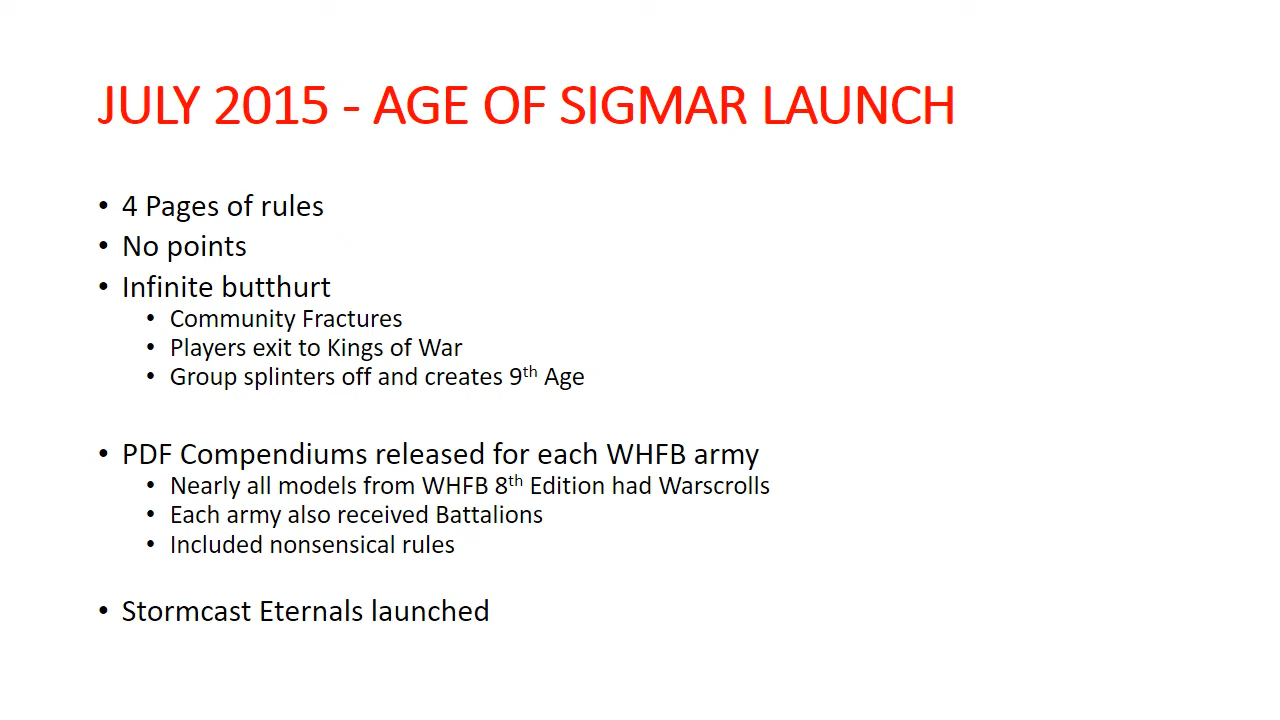 JULY 2015 - AGE OF SIGMAR LAUNCH
• 4 Pages of rules
• No points
• Infinite butthurt
• Community Fractures
• Players exit to Kings of War
• Group splinters off and creates 9th Age
• PDF Compendiums released for each WHFB army
• Nearly all models from WHFB 8th Edition had Warscrolls
• Each army also received Battalions
• Included nonsensical rules
• Stormcast Eternals launched